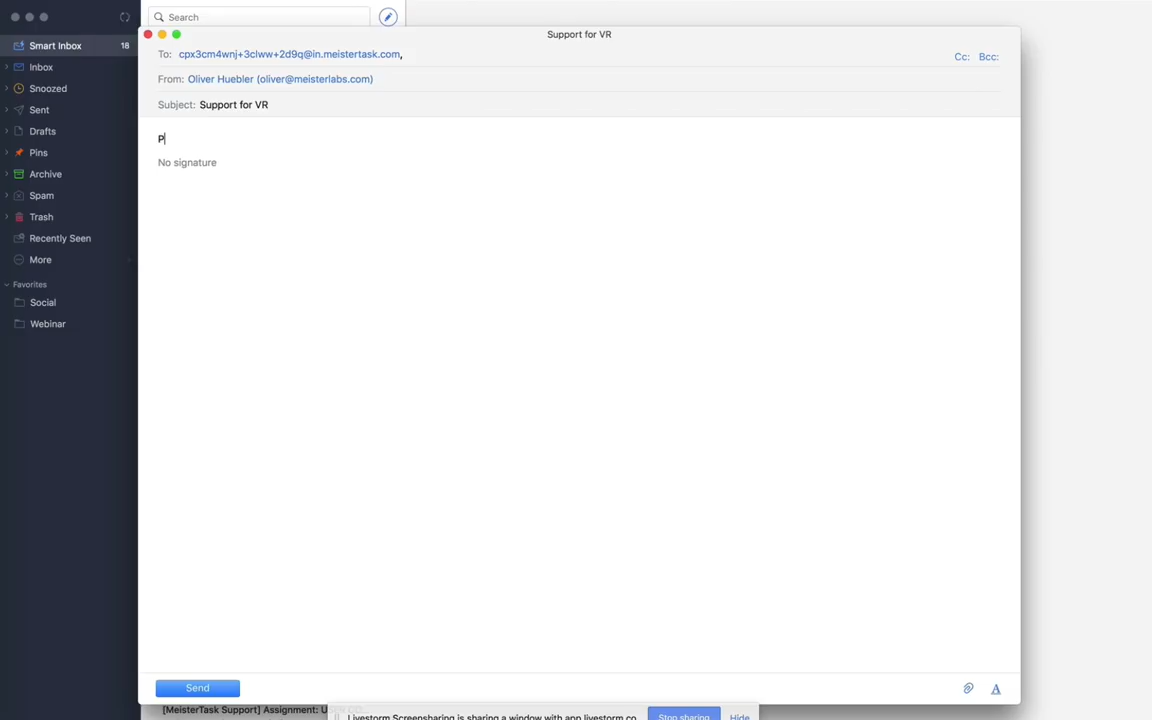 Search
Smart Inbox 18
Inbox
Snoozed
Sent
Drafts
Pins
Archive
Spam
Trash
Recently Seen
More
Favorites
Social
Webinar
Support for VR
To: cpx3cm4wnj+3clww+2d9q@in.meistertask.com,
Cc: Bcc:
From: Oliver Huebler (oliver@meisterlabs.com)
Subject: Support for VR
P
No signature
Send
A
[MeisterTask Support] Assignment:
Livestorm Screensharing is sharing a window with app.livestorm.co.
Stop sharing
Hide